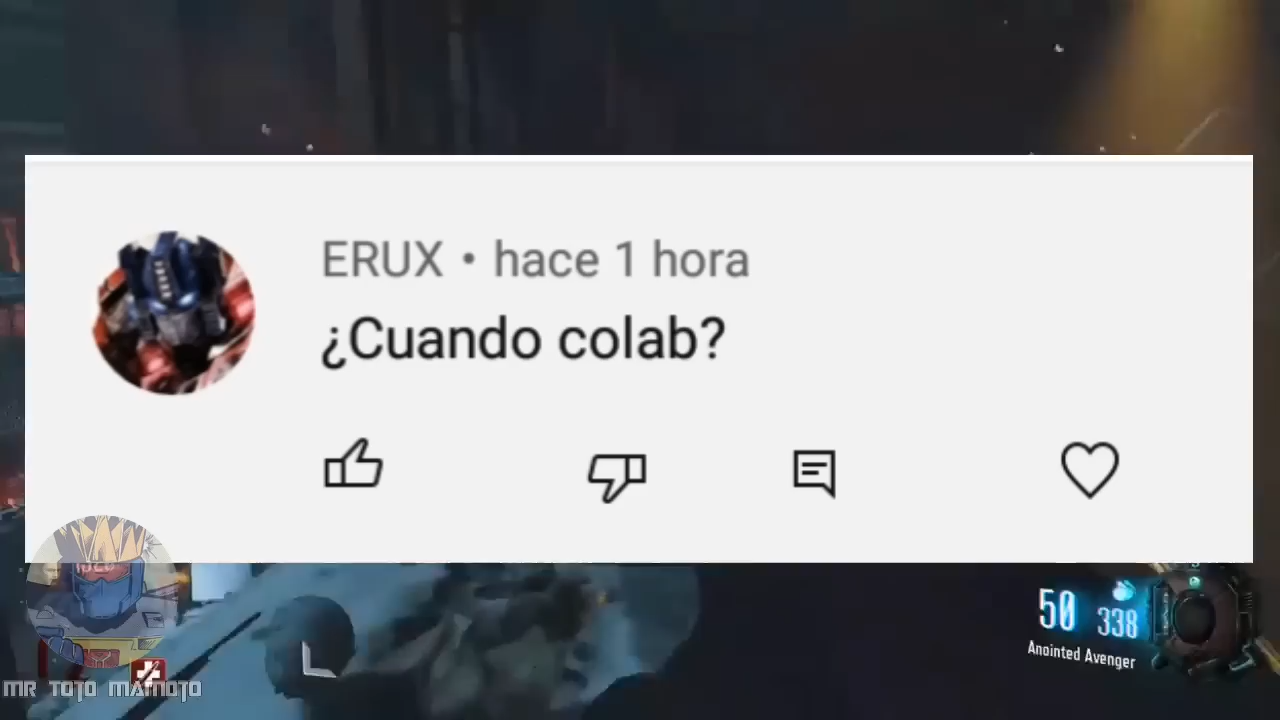 ERUX • hace 1 hora
¿Cuando colab?
50 338
Anointed Avenger
MR TOTO MAMOTO